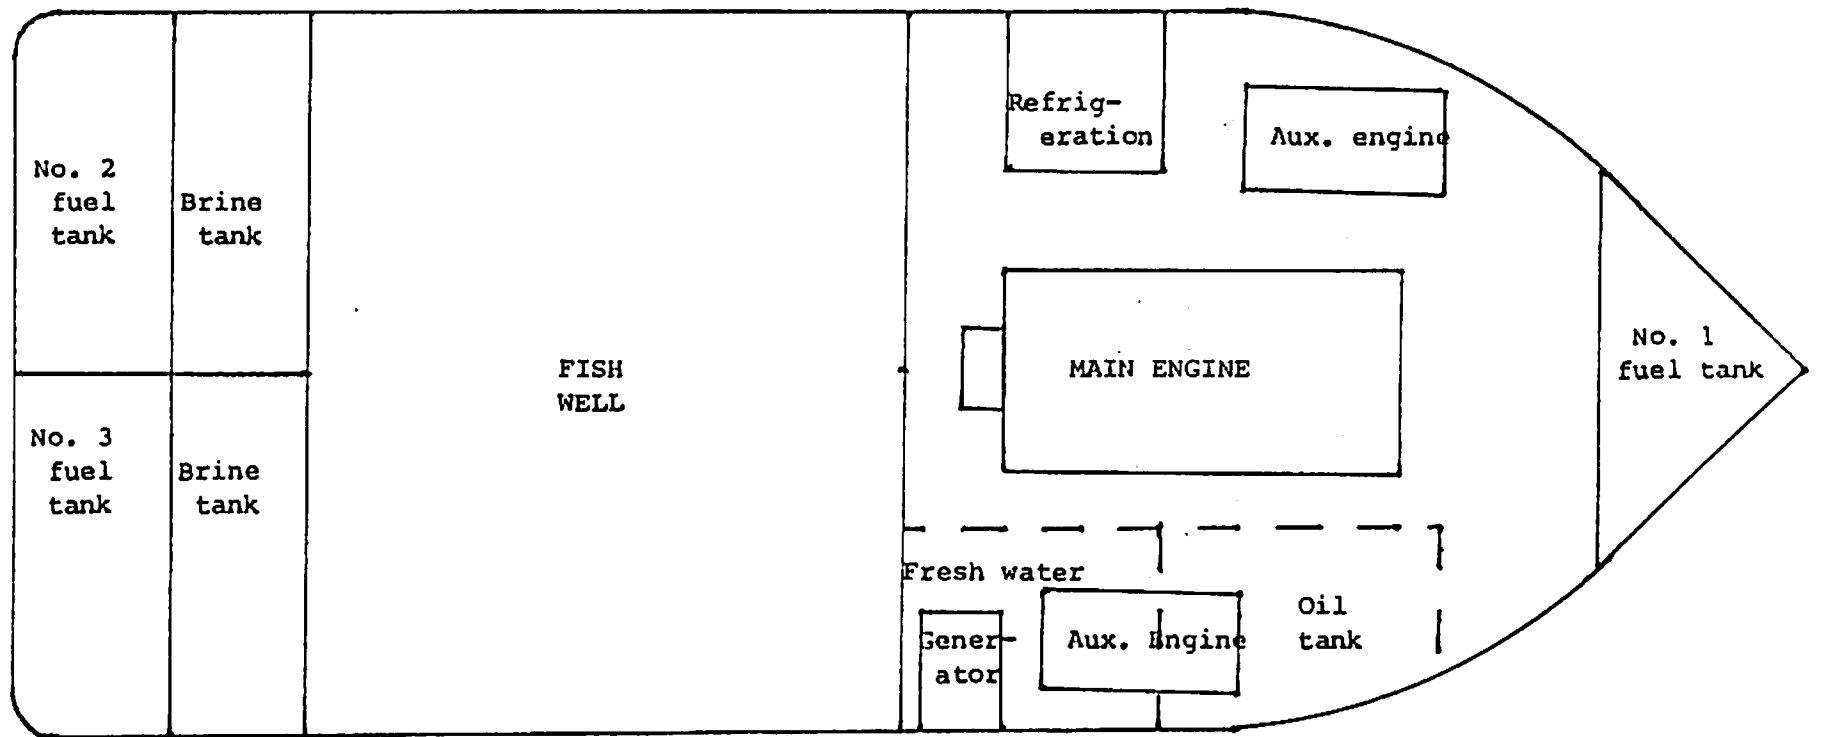 No. 2
fuel
tank
Brine
tank
No. 3
fuel
tank
Brine
tank
FISH
WELL
Refrig-
eration
Aux. engine
MAIN ENGINE
No. 1
fuel tank
Fresh water
Gener-
ator
Aux. Engine
Oil
tank